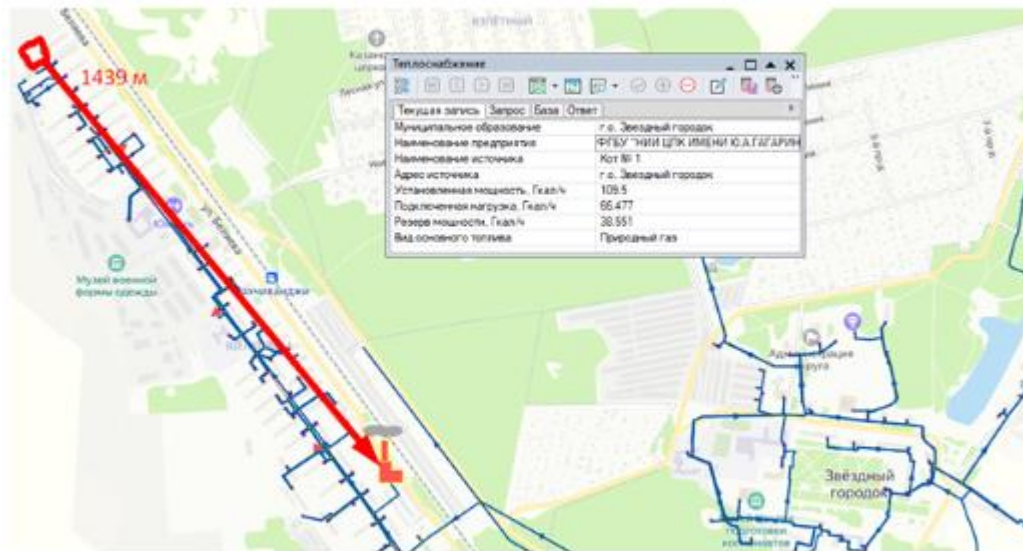 ВЗЛЁТНЫЙ
Беляева
1439 м
Теплоснабжение
Текущая запись Запрос База Ответ
Муниципальное образование г.о. Звездный городок
Наименование предприятия ФГБУ "НИИ ЦПК ИМЕНИ Ю.А.ГАГАРИН
Наименование источника Кот № 1
Адрес источника г.о. Звездный городок
Установленная мощность, Гкал/ч 109.5
Подключенная нагрузка, Гкал/ч 66.477
Резерв мощности, Гкал/ч 38.551
Вид основного топлива Природный газ
ул. Беляева
Музей военной
формы одежды
Звёздный
городок